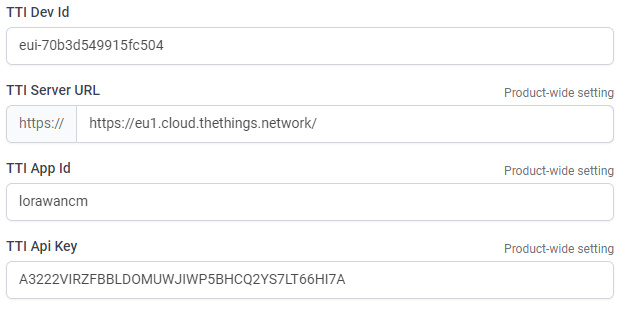 TTI Dev Id
eui-70b3d549915fc504
TTI Server URL
Product-wide setting
https://
https://eu1.cloud.thethings.network/
TTI App Id
Product-wide setting
lorawancm
TTI Api Key
Product-wide setting
A3222VIRZFBBLDOMUWJIWP5BHCQ2YS7LT66HI7A